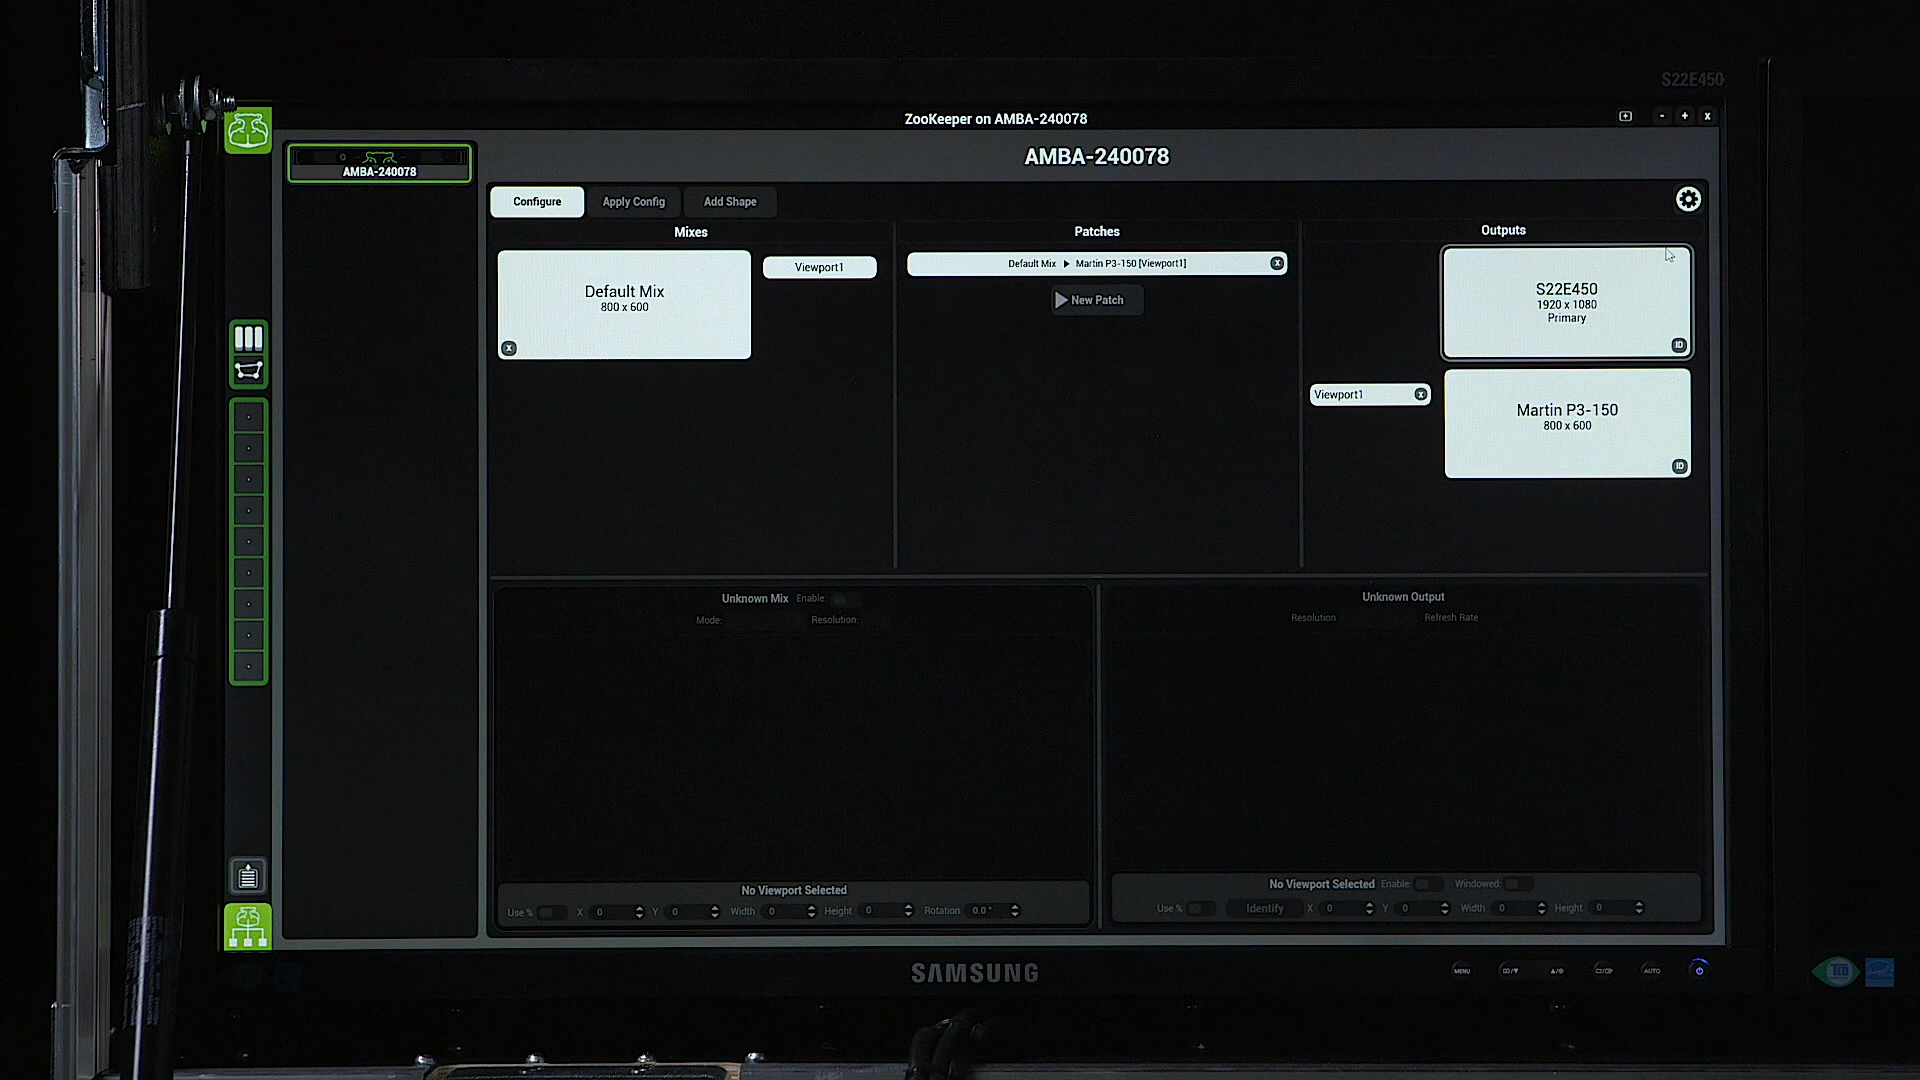 S22E450
ZooKeeper on AMBA-240078
- + x
AMBA-240078
AMBA-240078
Configure
Apply Config
Add Shape
Mixes
Patches
Outputs
Default Mix
800 x 600
X
Viewport1
Default Mix ▶ Martin P3-150 [Viewport1]
X
New Patch
S22E450
1920 x 1080
Primary
ID
Viewport1
X
Martin P3-150
800 x 600
ID
Unknown Mix Enable:
Mode: Resolution:
Unknown Output
Resolution Refresh Rate
No Viewport Selected
Use % X 0 Y 0 Width 0 Height 0 Rotation 0.0 °
No Viewport Selected Enable: Windowed:
Use % Identify X 0 Y 0 Width 0 Height 0
SAMSUNG
MENU
AUTO
TCO